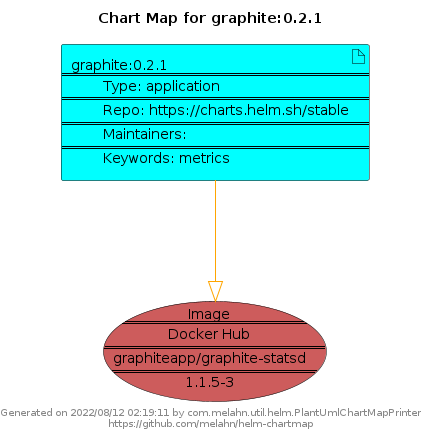 Chart Map for graphite:0.2.1
graphite:0.2.1
Type: application
Repo: https://charts.helm.sh/stable
Maintainers:
Keywords: metrics
Image
Docker Hub
graphiteapp/graphite-statsd
1.1.5-3
Generated on 2022/08/12 02:19:11 by com.melahn.util.helm.PlantUmlChartMapPrinter
https://github.com/melahn/helm-chartmap